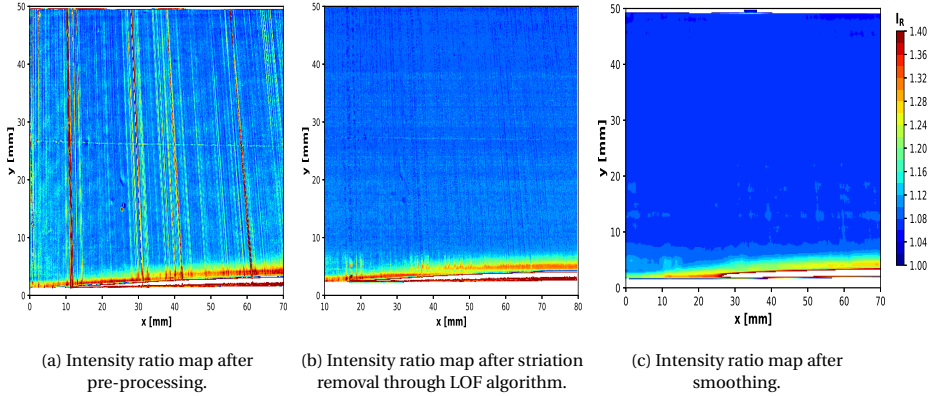 50
40
30
20
10
0
y [mm]
0 10 20 30 40 50 60 70
x [mm]
50
40
30
20
10
0
10 20 30 40 50 60 70 80
x [mm]
50
40
30
20
10
0
y [mm]
0 10 20 30 40 50 60 70
x [mm]
I_R
1.40
1.36
1.32
1.28
1.24
1.20
1.16
1.12
1.08
1.04
1.00
(a) Intensity ratio map after
pre-processing.
(b) Intensity ratio map after striation
removal through LOF algorithm.
(c) Intensity ratio map after
smoothing.